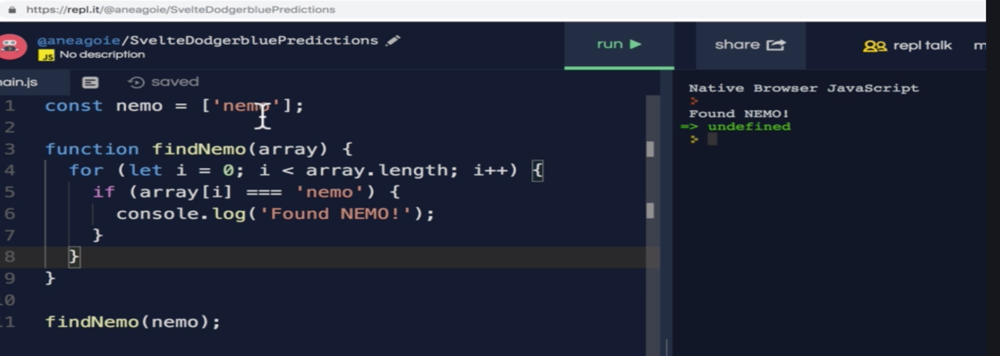 https://repl.it/@aneagoie/SvelteDodgerbluePredictions
@aneagoie/SvelteDodgerbluePredictions
JS No description
run
share
repl talk
m
ain.js
saved
1 const nemo = ['nemo'];
2
3 function findNemo(array) {
4 for (let i = 0; i < array.length; i++) {
5 if (array[i] === 'nemo') {
6 console.log('Found NEMO!');
7 }
8 }
9 }
10
11 findNemo(nemo);
Native Browser JavaScript
>
Found NEMO!
=> undefined
>